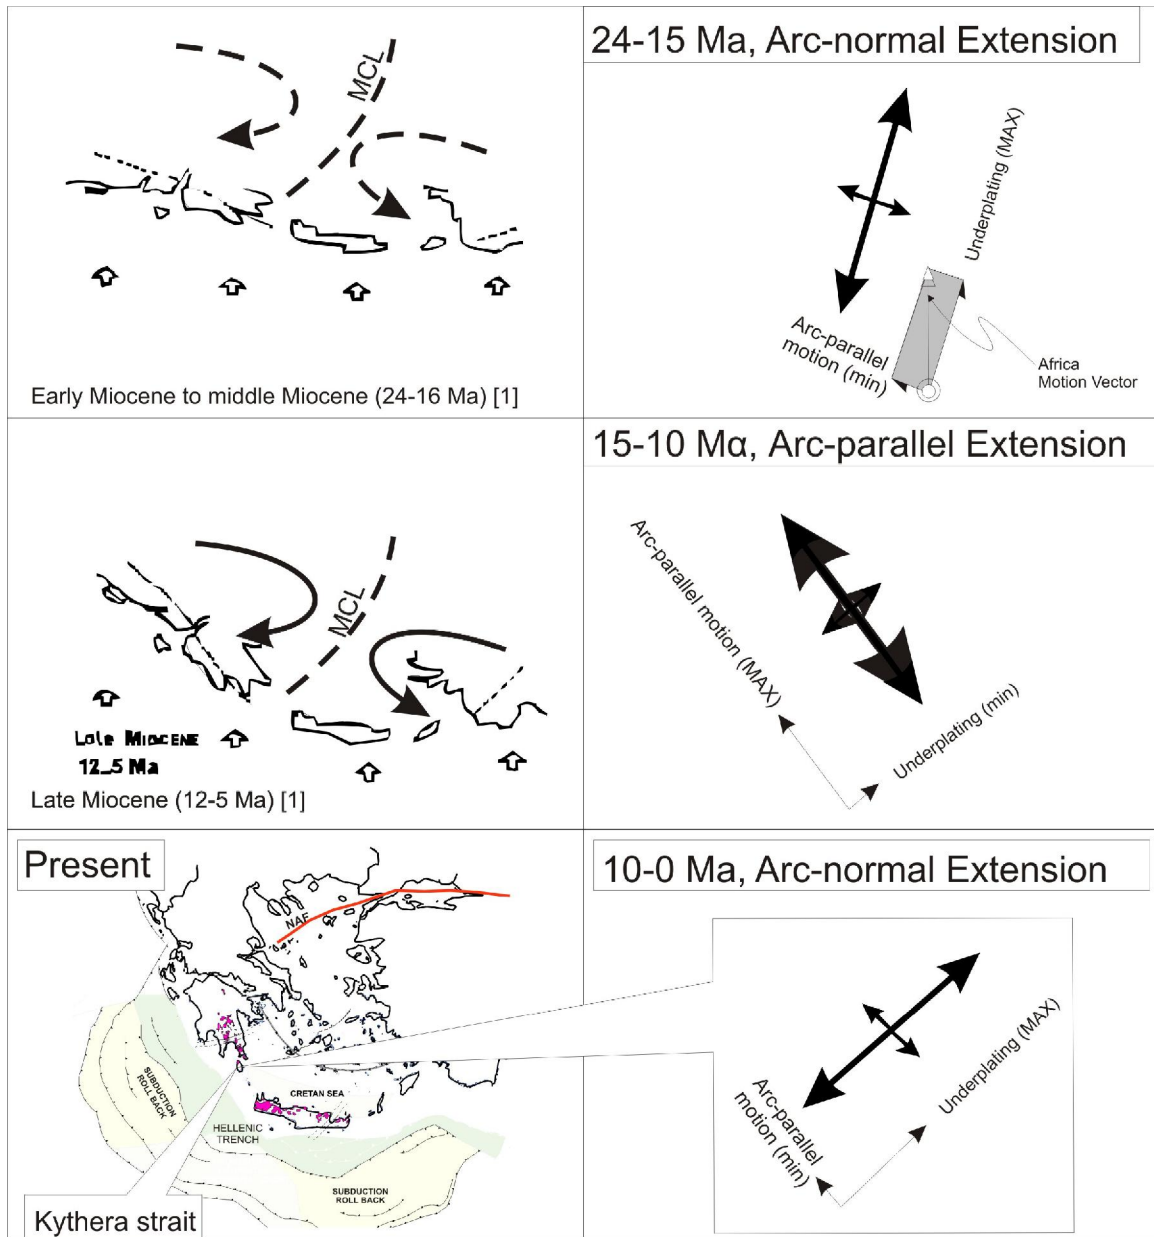 MCL
Early Miocene to middle Miocene (24-16 Ma) [1]
24-15 Ma, Arc-normal Extension
Underplating (MAX)
Arc-parallel
motion (min)
Africa
Motion Vector
MCL
Late MIOCENE
12_5 Ma
Late Miocene (12-5 Ma) [1]
15-10 Mα, Arc-parallel Extension
Arc-parallel motion (MAX)
Underplating (min)
Present
NAF
SUBDUCTION
ROLL BACK
CRETAN SEA
HELLENIC
TRENCH
SUBDUCTION
ROLL BACK
Kythera strait
10-0 Ma, Arc-normal Extension
Underplating (MAX)
Arc-parallel
motion (min)